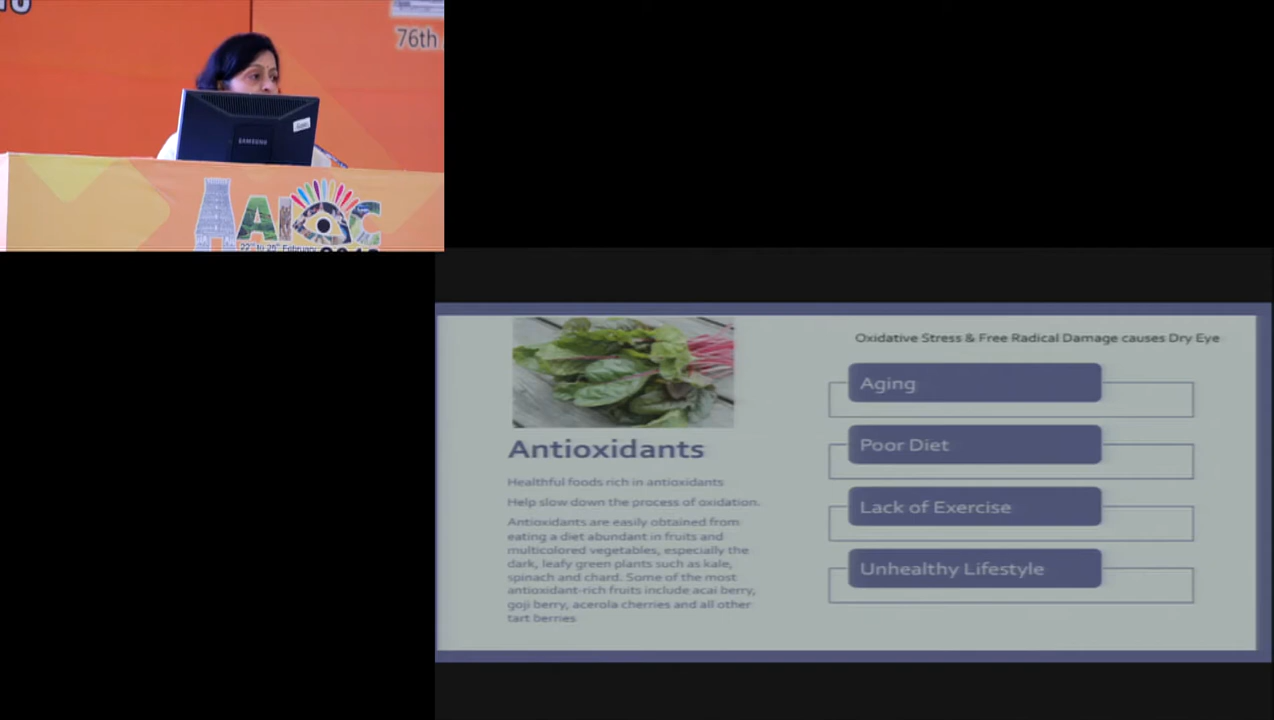 76th
SAMSUNG
AIOC
22nd to 25th February
Antioxidants
Healthful foods rich in antioxidants
Help slow down the process of oxidation.
Antioxidants are easily obtained from
eating a diet abundant in fruits and
multicolored vegetables, especially the
dark, leafy green plants such as kale,
spinach and chard. Some of the most
antioxidant-rich fruits include acai berry,
goji berry, acerola cherries and all other
tart berries
Oxidative Stress & Free Radical Damage causes Dry Eye
Aging
Poor Diet
Lack of Exercise
Unhealthy Lifestyle